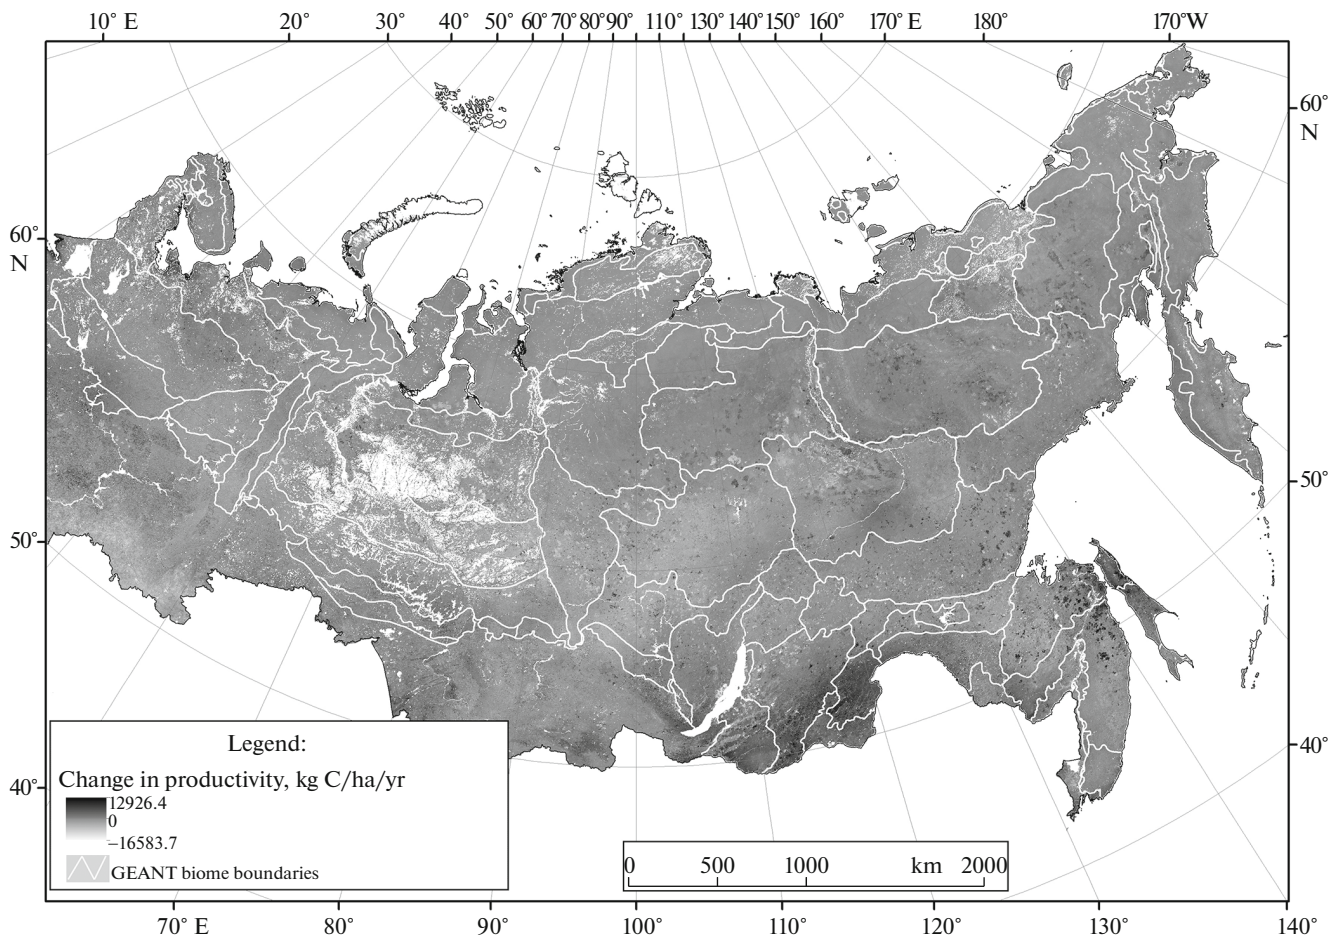 10° E 20° 30° 40° 50° 60° 70° 80° 90° 110° 130° 140° 150° 160° 170° E 180° 170°W
60°
N
60°
N
50°
50°
40°
40°
Legend:
Change in productivity, kg C/ha/yr
12926.4
0
−16583.7
GEANT biome boundaries
0 500 1000 km 2000
70° E 80° 90° 100° 110° 120° 130° 140°